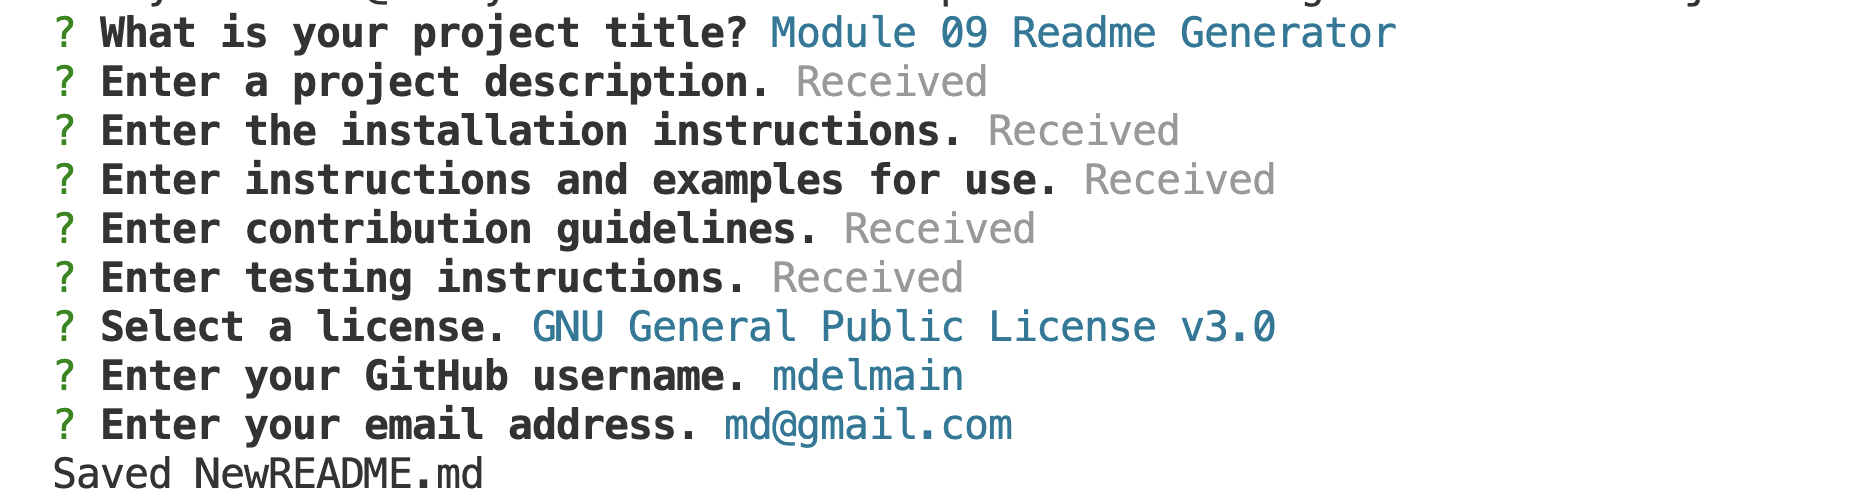 ? What is your project title? Module 09 Readme Generator
? Enter a project description. Received
? Enter the installation instructions. Received
? Enter instructions and examples for use. Received
? Enter contribution guidelines. Received
? Enter testing instructions. Received
? Select a license. GNU General Public License v3.0
? Enter your GitHub username. mdelmain
? Enter your email address. md@gmail.com
Saved NewREADME.md